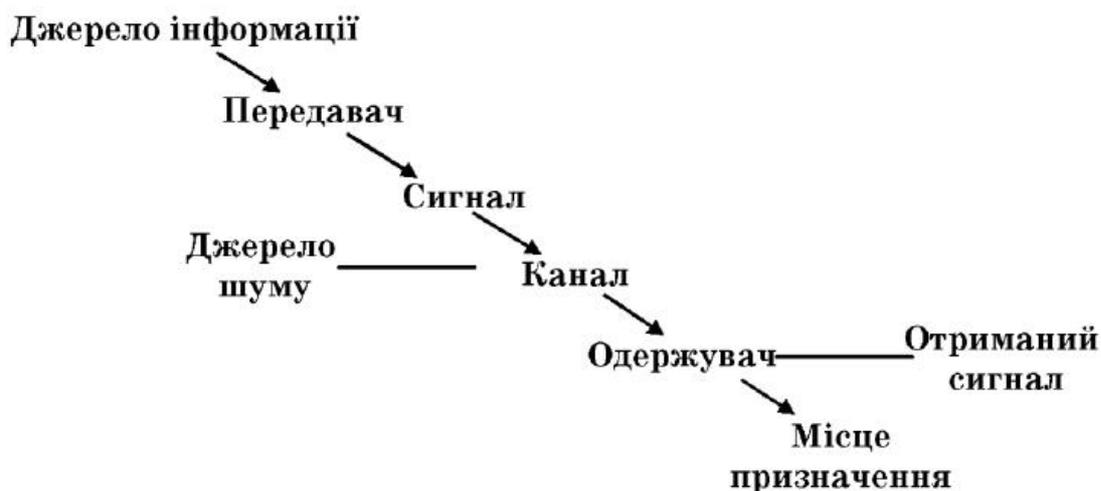 Джерело інформації
Передавач
Сигнал
Джерело
шуму
Канал
Одержувач
Отриманий
сигнал
Місце
призначення